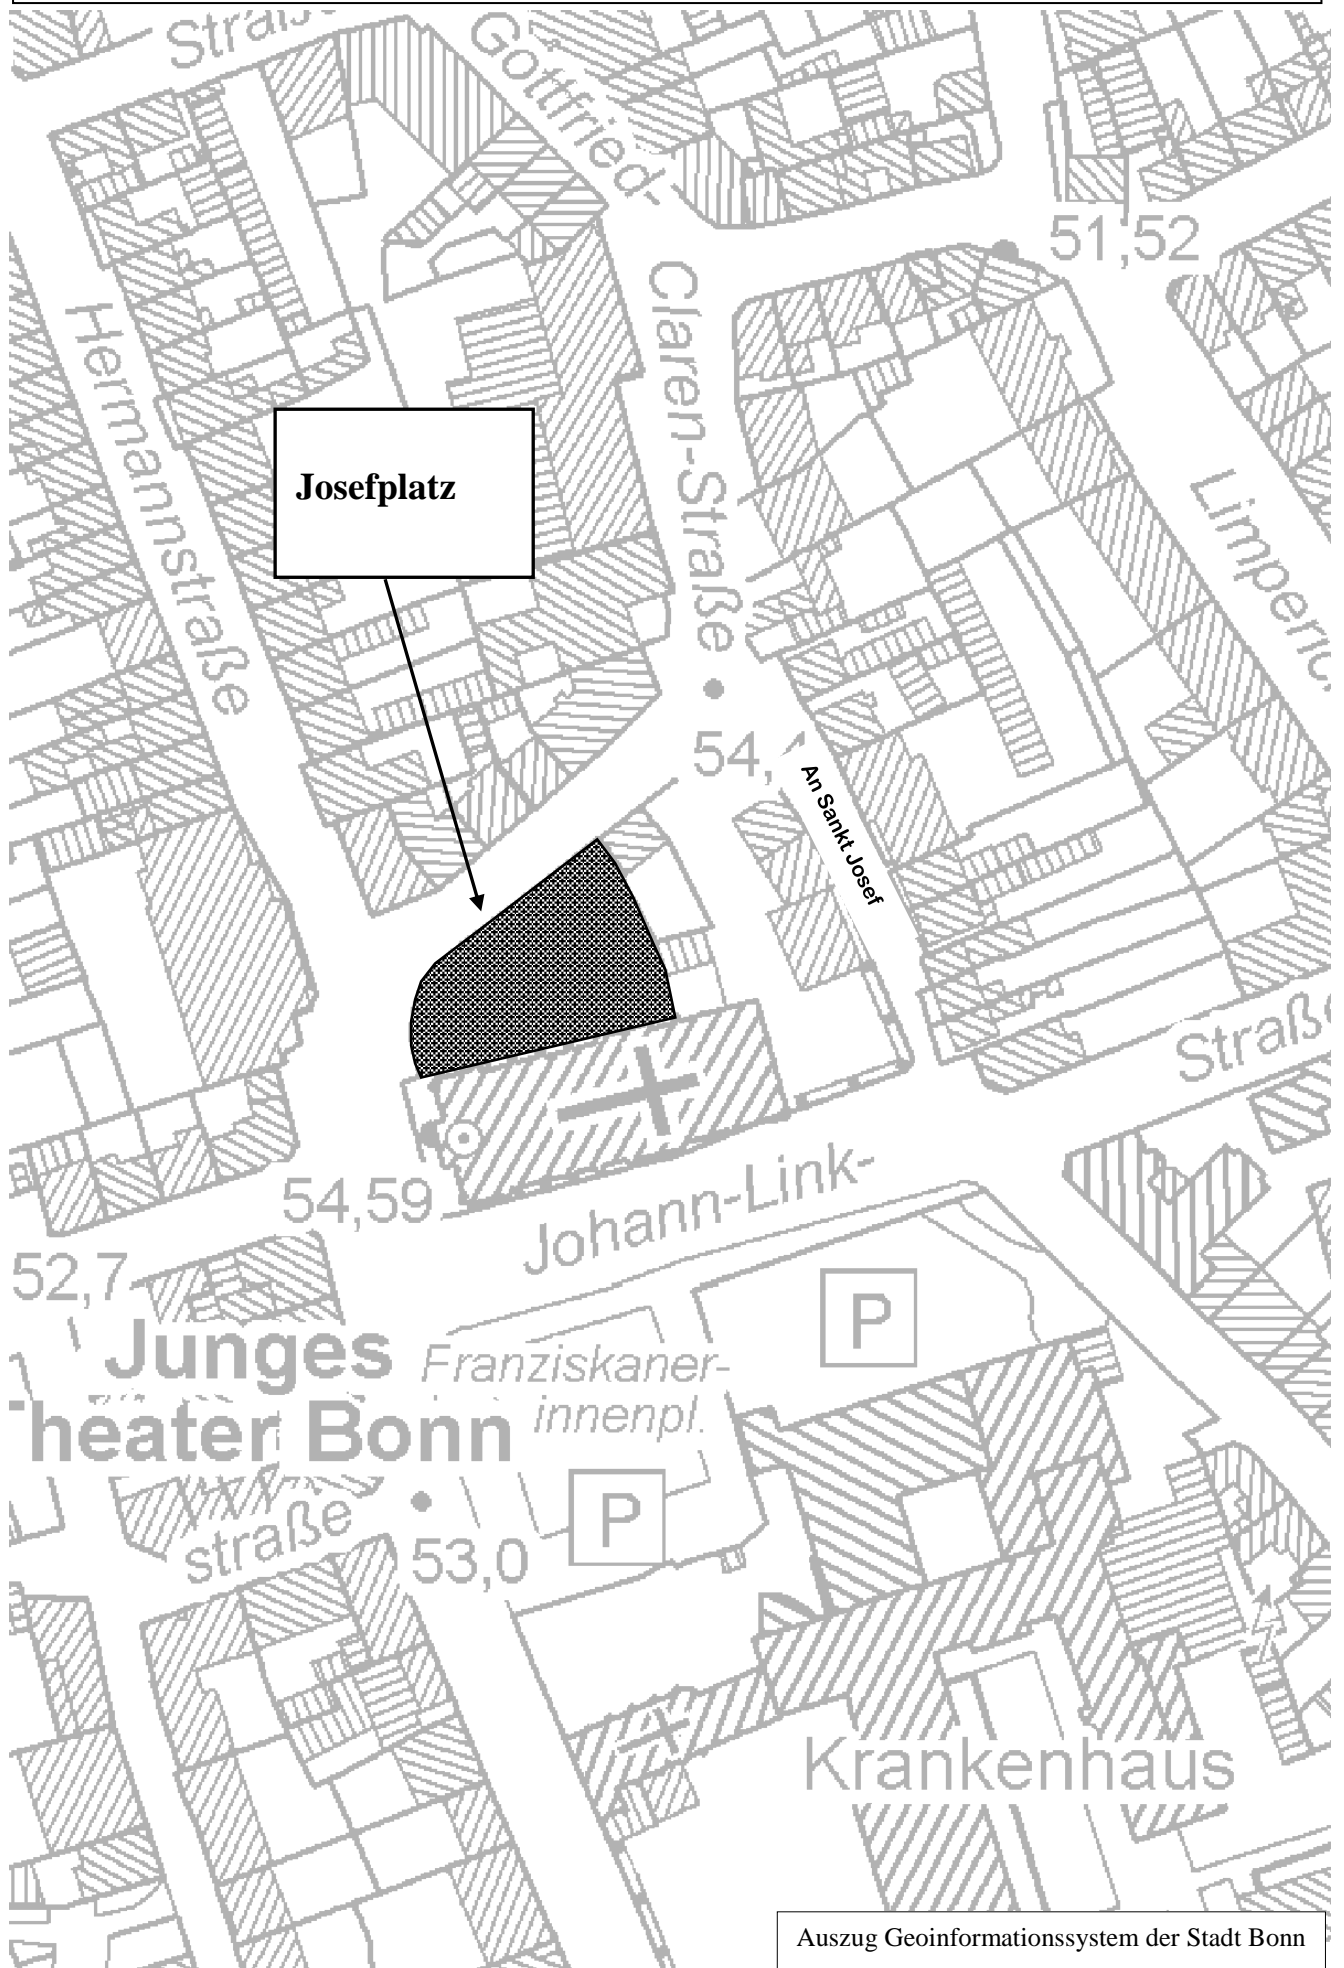 Straß
Gottfried-
Claren-Straße
51,52
Hermannstraße
Josefplatz
Limperic
54,
An Sankt Josef
Straße
Johann-Link-
54,59
52,7
Junges
Theater Bonn
Franziskaner-
innenpl.
P
P
straße
53,0
Krankenhaus
Auszug Geoinformationssystem der Stadt Bonn